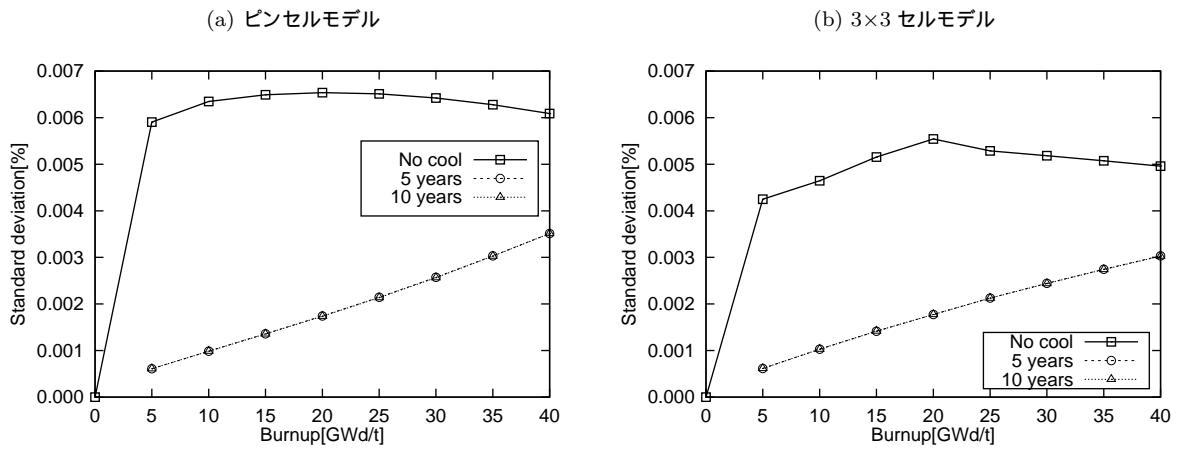 (a) ピンセルモデル
(b) 3×3 セルモデル
0.007
0.006
0.005
0.004
0.003
0.002
0.001
0.000
Standard deviation[%]
No cool
5 years
10 years
0 5 10 15 20 25 30 35 40
Burnup[GWd/t]
0.007
0.006
0.005
0.004
0.003
0.002
0.001
0.000
Standard deviation[%]
No cool
5 years
10 years
0 5 10 15 20 25 30 35 40
Burnup[GWd/t]